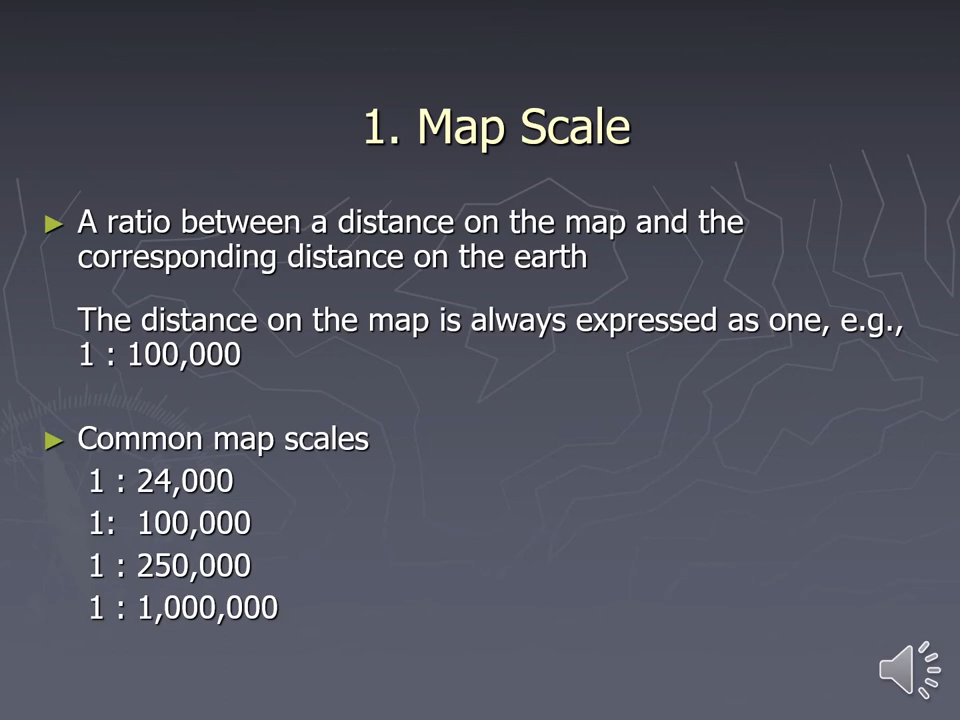 1. Map Scale
► A ratio between a distance on the map and the
corresponding distance on the earth
The distance on the map is always expressed as one, e.g.,
1 : 100,000
► Common map scales
1 : 24,000
1:  100,000
1 : 250,000
1 : 1,000,000